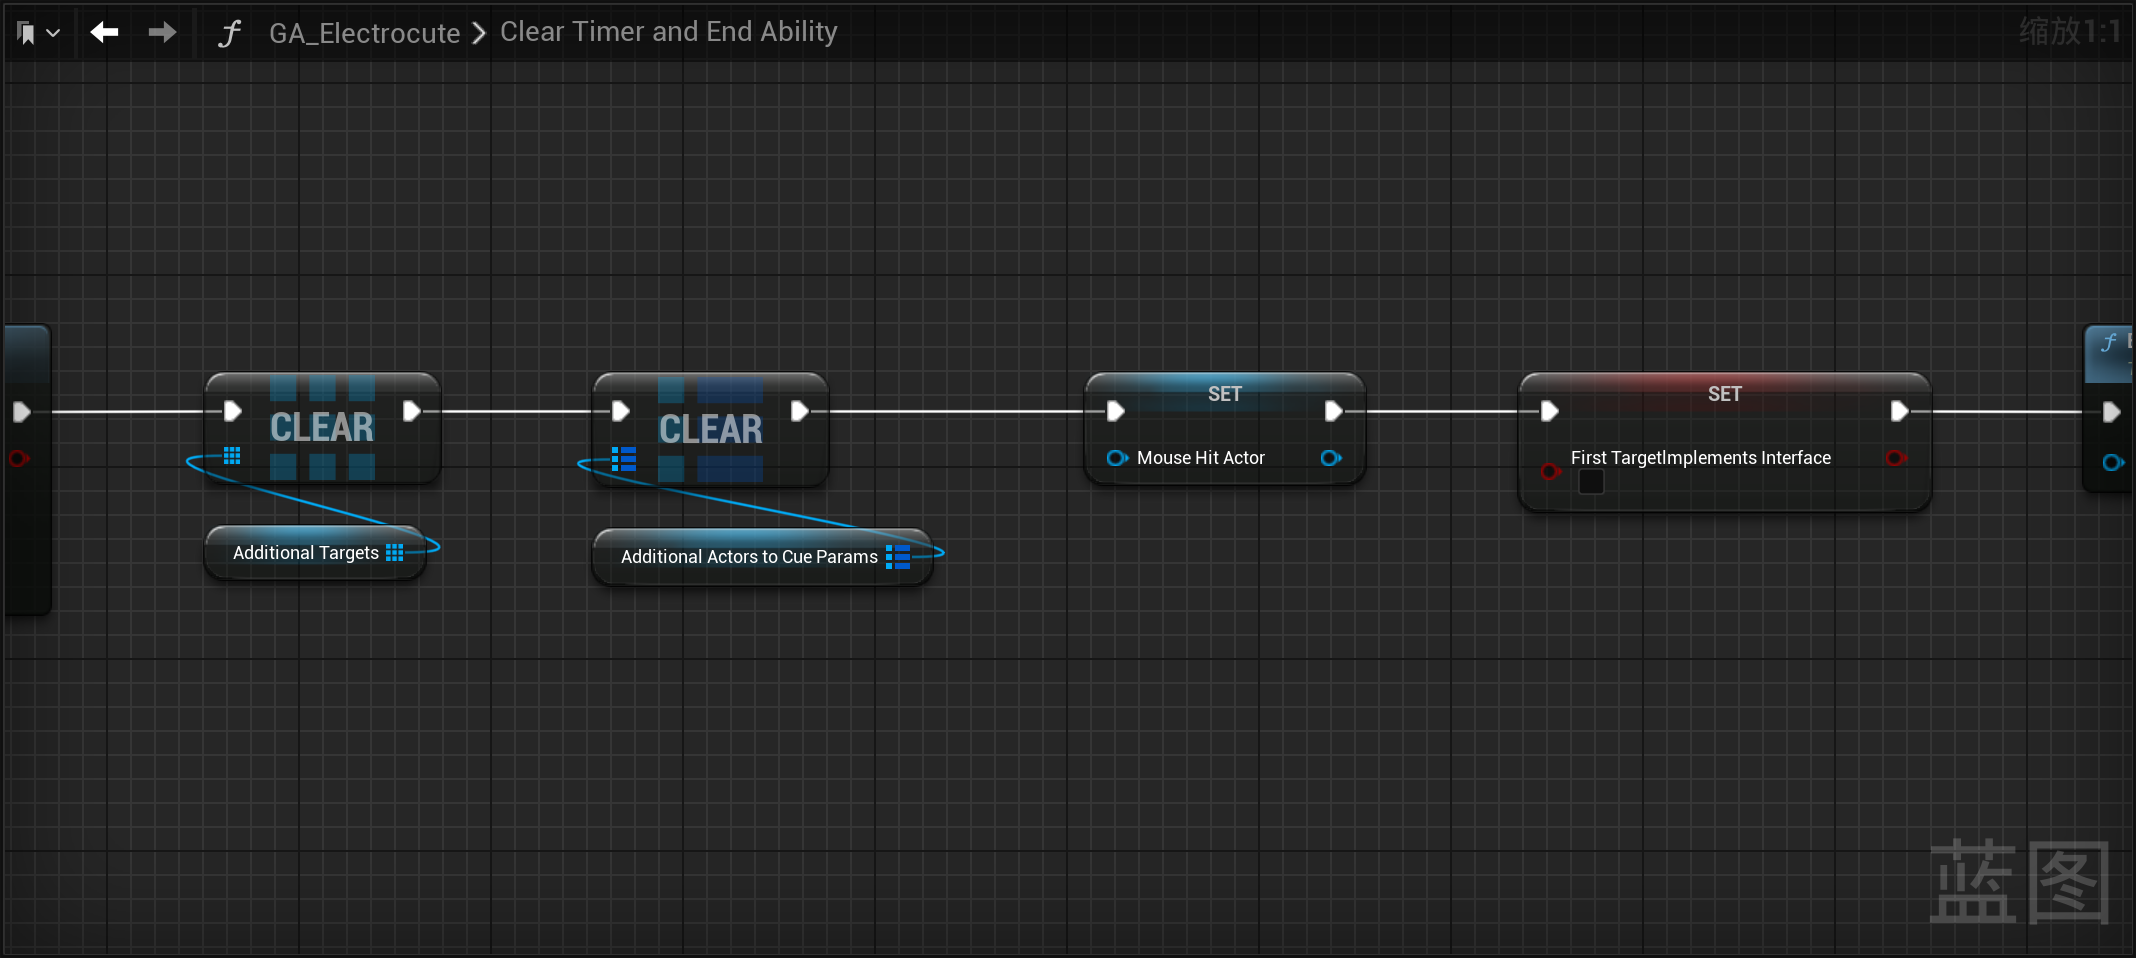 GA_Electrocute > Clear Timer and End Ability
缩放1:1
CLEAR
CLEAR
SET
SET
Mouse Hit Actor
First TargetImplements Interface
Additional Targets
Additional Actors to Cue Params
蓝图